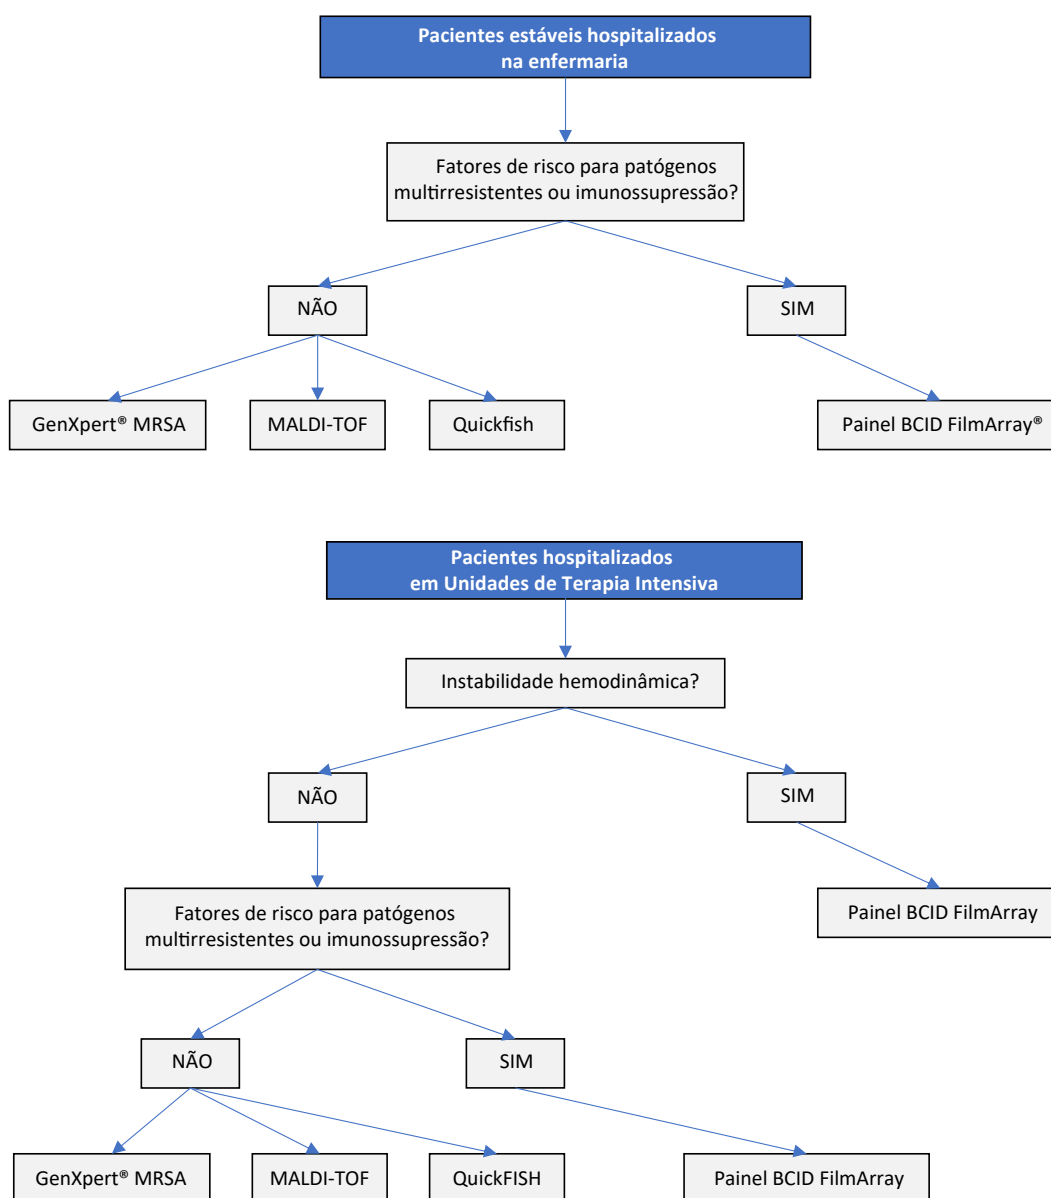 Pacientes estáveis hospitalizados
na enfermaria
Fatores de risco para patógenos
multirresistentes ou imunossupressão?
NÃO
SIM
GenXpert® MRSA
MALDI-TOF
Quickfish
Painel BCID FilmArray®
Pacientes hospitalizados
em Unidades de Terapia Intensiva
Instabilidade hemodinâmica?
NÃO
SIM
Fatores de risco para patógenos
multirresistentes ou imunossupressão?
Painel BCID FilmArray
NÃO
SIM
GenXpert® MRSA
MALDI-TOF
QuickFISH
Painel BCID FilmArray